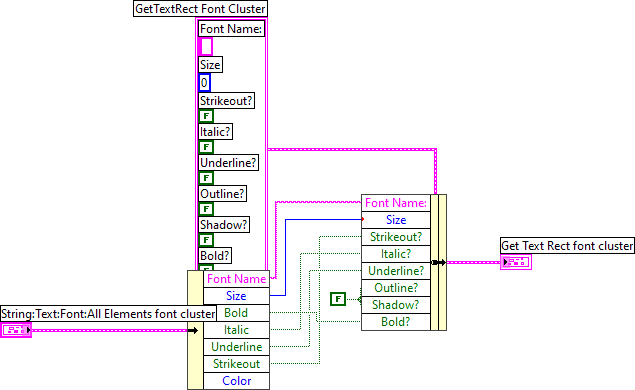 GetTextRect Font Cluster
Font Name:
Size
0
Strikeout?
F
Italic?
F
Underline?
F
Outline?
F
Shadow?
F
Bold?
F
Font Name
Size
Bold
Italic
Underline
Strikeout
Color
String:Text:Font:All Elements font cluster
F
Font Name:
Size
Strikeout?
Italic?
Underline?
Outline?
Shadow?
Bold?
Get Text Rect font cluster